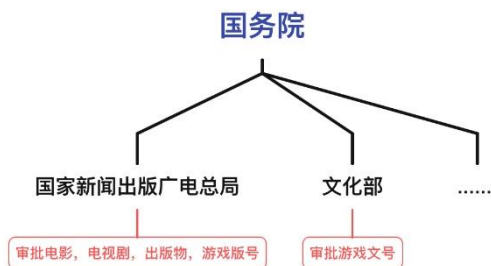 国务院
国家新闻出版广电总局
文化部
......
审批电影，电视剧，出版物，游戏版号
审批游戏文号